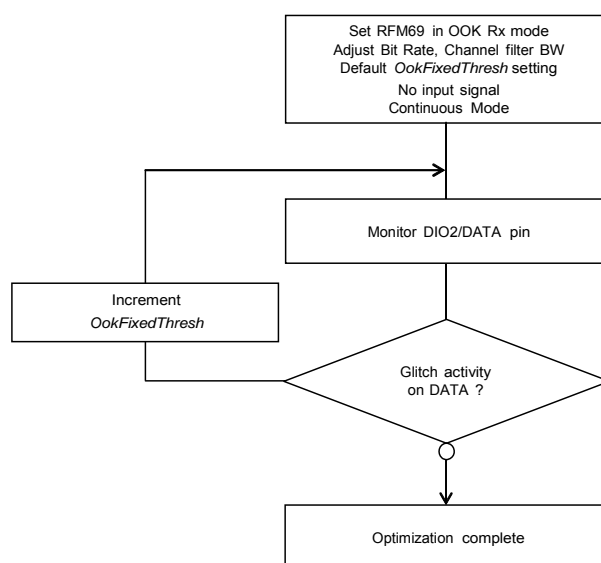 Set RFM69 in OOK Rx mode
Adjust Bit Rate, Channel filter BW
Default OokFixedThresh setting
No input signal
Continuous Mode
Monitor DIO2/DATA pin
Increment
OokFixedThresh
Glitch activity
on DATA ?
Optimization complete